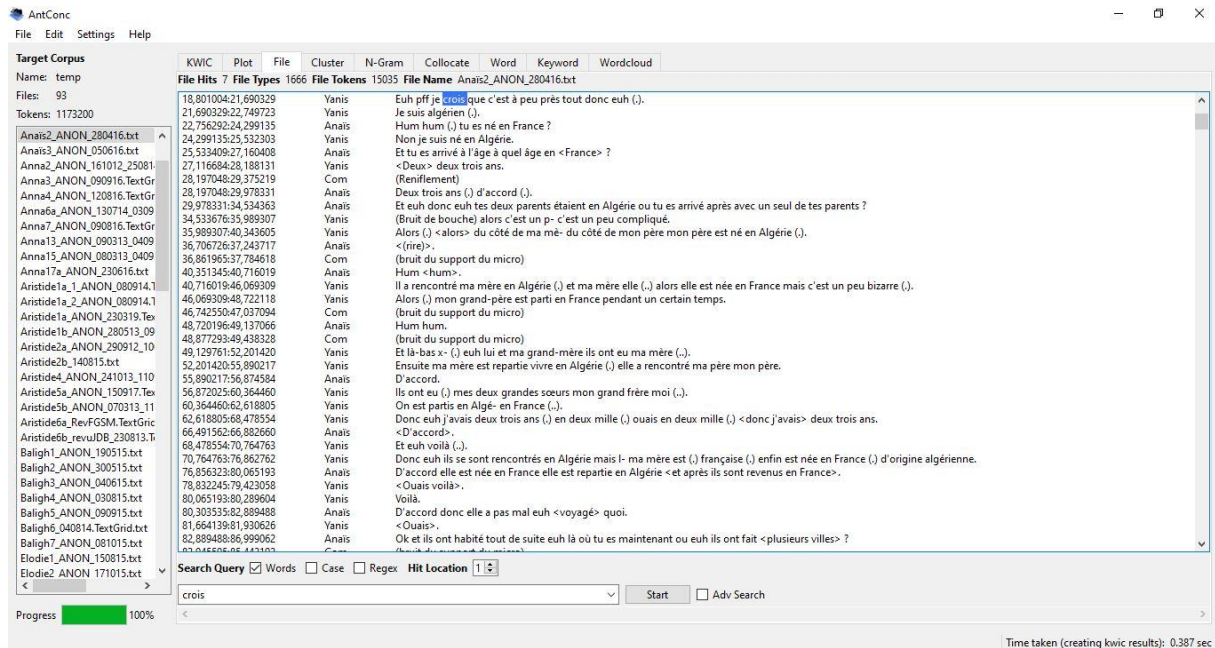 AntConc
File Edit Settings Help
Target Corpus
Name: temp
Files: 93
Tokens: 1173200
Anaïs2_ANON_280416.txt
Anaïs3_ANON_050616.txt
Anna2_ANON_161012_25081
Anna3_ANON_090916.TextGr
Anna4_ANON_120816.TextGr
Anna6a_ANON_130714_0309
Anna7_ANON_090816.TextGr
Anna13_ANON_090313_0409
Anna15_ANON_080313_0409
Anna17a_ANON_230616.txt
Aristide1a_1_ANON_080914.T
Aristide1a_2_ANON_080914.T
Aristide1a_ANON_230319.Tex
Aristide1b_ANON_280513_09
Aristide2a_ANON_290912_10
Aristide2b_140815.txt
Aristide4_ANON_241013_110
Aristide5a_ANON_150917.Tex
Aristide5b_ANON_070313_11
Aristide6a_RevFGSM.TextGric
Aristide6b_revuJDB_230813.Te
Baligh1_ANON_190515.txt
Baligh2_ANON_300515.txt
Baligh3_ANON_040615.txt
Baligh4_ANON_030815.txt
Baligh5_ANON_090915.txt
Baligh6_040814.TextGrid.txt
Baligh7_ANON_081015.txt
Elodie1_ANON_150815.txt
Elodie2_ANON_171015.txt
Progress 100%
KWIC Plot File Cluster N-Gram Collocate Word Keyword Wordcloud
File Hits 7 File Types 1666 File Tokens 15035 File Name Anaïs2_ANON_280416.txt
18,801004:21,690329 Yanis Euh pff je crois que c'est à peu près tout donc euh (.).
21,690329:22,749723 Yanis Je suis algérien (.).
22,756292:24,299135 Anaïs Hum hum (.) tu es né en France ?
24,299135:25,532303 Yanis Non je suis né en Algérie.
25,533409:27,160408 Anaïs Et tu es arrivé à l'âge à quel âge en <France> ?
27,116684:28,188131 Yanis <Deux> deux trois ans.
28,197048:29,375219 Com (Reniflement)
28,197048:29,978331 Anaïs Deux trois ans (.) d'accord (.).
29,978331:34,534363 Anaïs Et euh donc euh tes deux parents étaient en Algérie ou tu es arrivé après avec un seul de tes parents ?
34,533676:35,989307 Yanis (Bruit de bouche) alors c'est un p- c'est un peu compliqué.
35,989307:40,343605 Yanis Alors (.) <alors> du côté de ma mè- du côté de mon père mon père est né en Algérie (.).
36,706726:37,243717 Anaïs <(rire)>.
36,861965:37,784618 Com (bruit du support du micro)
40,351345:40,716019 Anaïs Hum <hum>.
40,716019:46,069309 Yanis Il a rencontré ma mère en Algérie (.) et ma mère elle (..) alors elle est née en France mais c'est un peu bizarre (.).
46,069309:48,722118 Yanis Alors (.) mon grand-père est parti en France pendant un certain temps.
46,742550:47,037094 Com (bruit du support du micro)
48,720196:49,137066 Anaïs Hum hum.
48,877293:49,438328 Com (bruit du support du micro)
49,129761:52,201420 Yanis Et là-bas x- (.) euh lui et ma grand-mère ils ont eu ma mère (..).
52,201420:55,890217 Yanis Ensuite ma mère est repartie vivre en Algérie (.) elle a rencontré ma père mon père.
55,890217:56,874584 Anaïs D'accord.
56,872025:60,364460 Yanis Ils ont eu (.) mes deux grandes sœurs mon grand frère moi (..).
60,364460:62,618805 Yanis On est partis en Algé- en France (..).
62,618805:68,478554 Yanis Donc euh j'avais deux trois ans (.) en deux mille (.) ouais en deux mille (.) <donc j'avais> deux trois ans.
66,491562:66,882660 Anaïs <D'accord>.
68,478554:70,764763 Yanis Et euh voilà (..).
70,764763:76,862762 Yanis Donc euh ils se sont rencontrés en Algérie mais l- ma mère est (.) française (.) enfin est née en France (.) d'origine algérienne.
76,856323:80,065193 Anaïs D'accord elle est née en France elle est repartie en Algérie <et après ils sont revenus en France>.
78,832245:79,423058 Yanis <Ouais voilà>.
80,065193:80,289604 Yanis Voilà.
80,303535:82,889488 Anaïs D'accord donc elle a pas mal euh <voyagé> quoi.
81,664139:81,930626 Yanis <Ouais>.
82,889488:86,999062 Anaïs Ok et ils ont habité tout de suite euh là où tu es maintenant ou euh ils ont fait <plusieurs villes> ?
Search Query Words Case Regex Hit Location 1
crois Start Adv Search
Time taken (creating kwic results): 0.387 sec